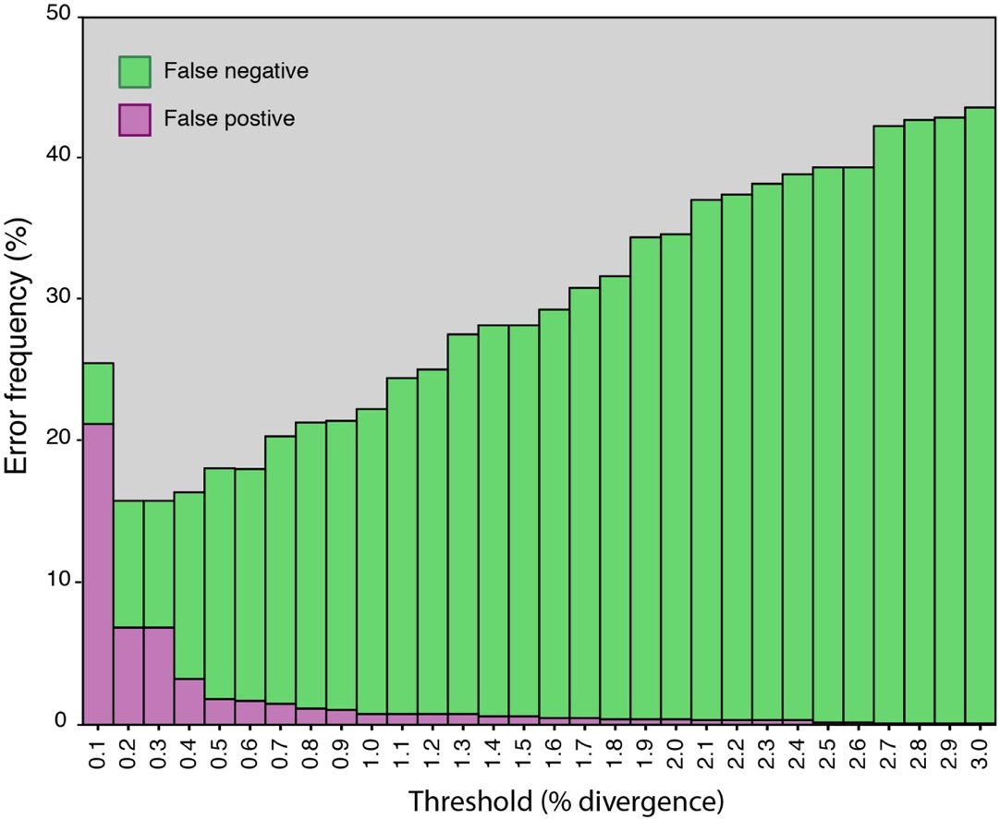 50
40
30
20
10
0
Error frequency (%)
False negative
False postive
0.1 0.2 0.3 0.4 0.5 0.6 0.7 0.8 0.9 1.0 1.1 1.2 1.3 1.4 1.5 1.6 1.7 1.8 1.9 2.0 2.1 2.2 2.3 2.4 2.5 2.6 2.7 2.8 2.9 3.0
Threshold (% divergence)